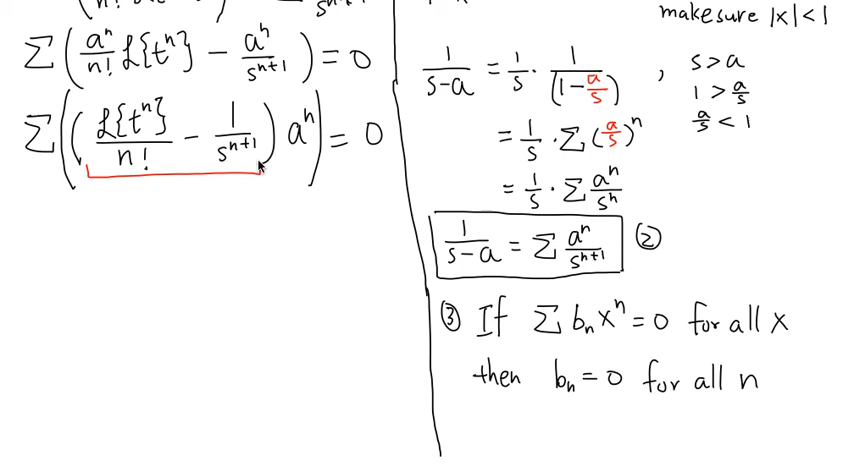 Σ(aⁿ/n! ℒ{tⁿ} − aⁿ/sⁿ⁺¹) = 0
Σ((ℒ{tⁿ}/n! − 1/sⁿ⁺¹) aⁿ) = 0
make sure |x| < 1
1/(s−a) = 1/s · 1/(1−a/s) , s > a
1 > a/s
a/s < 1
= 1/s · Σ(a/s)ⁿ
= 1/s · Σ aⁿ/sⁿ
1/(s−a) = Σ aⁿ/sⁿ⁺¹ ②
③ If Σ bₙxⁿ = 0 for all x
then bₙ = 0 for all n